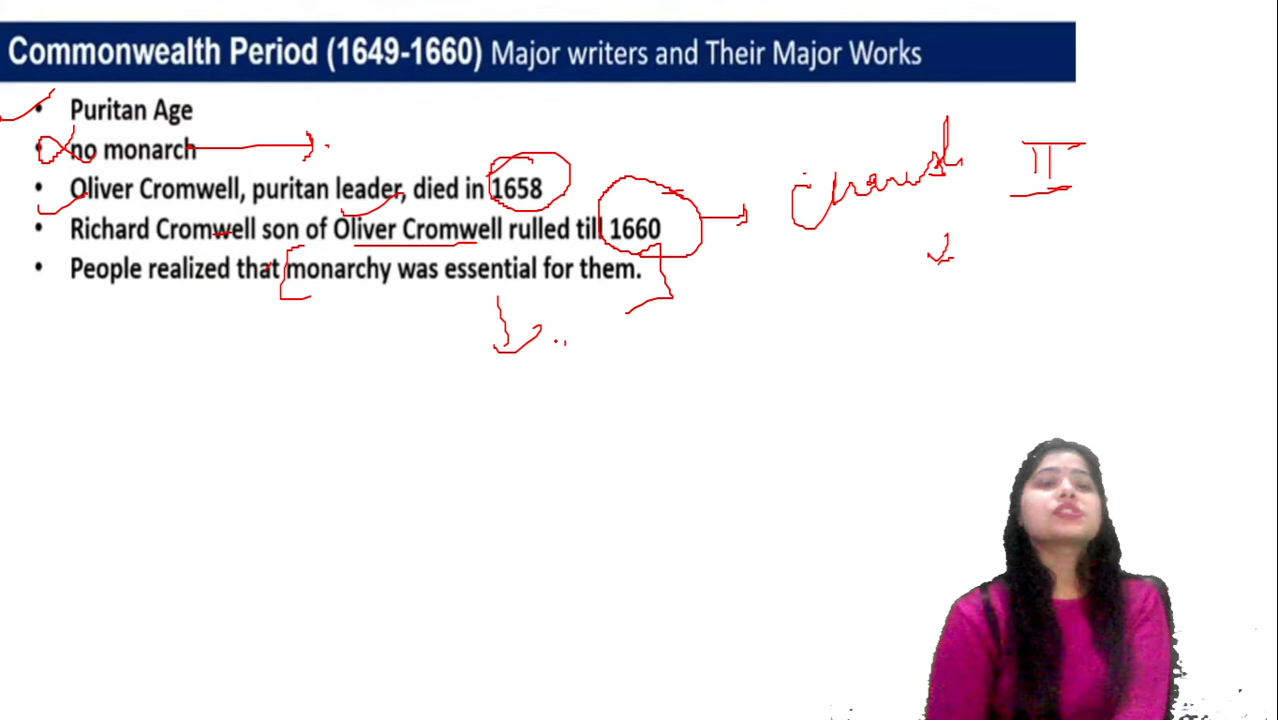 Commonwealth Period (1649-1660) Major writers and Their Major Works
• Puritan Age
• no monarch
• Oliver Cromwell, puritan leader, died in 1658
• Richard Cromwell son of Oliver Cromwell rulled till 1660
• People realized that monarchy was essential for them.
II